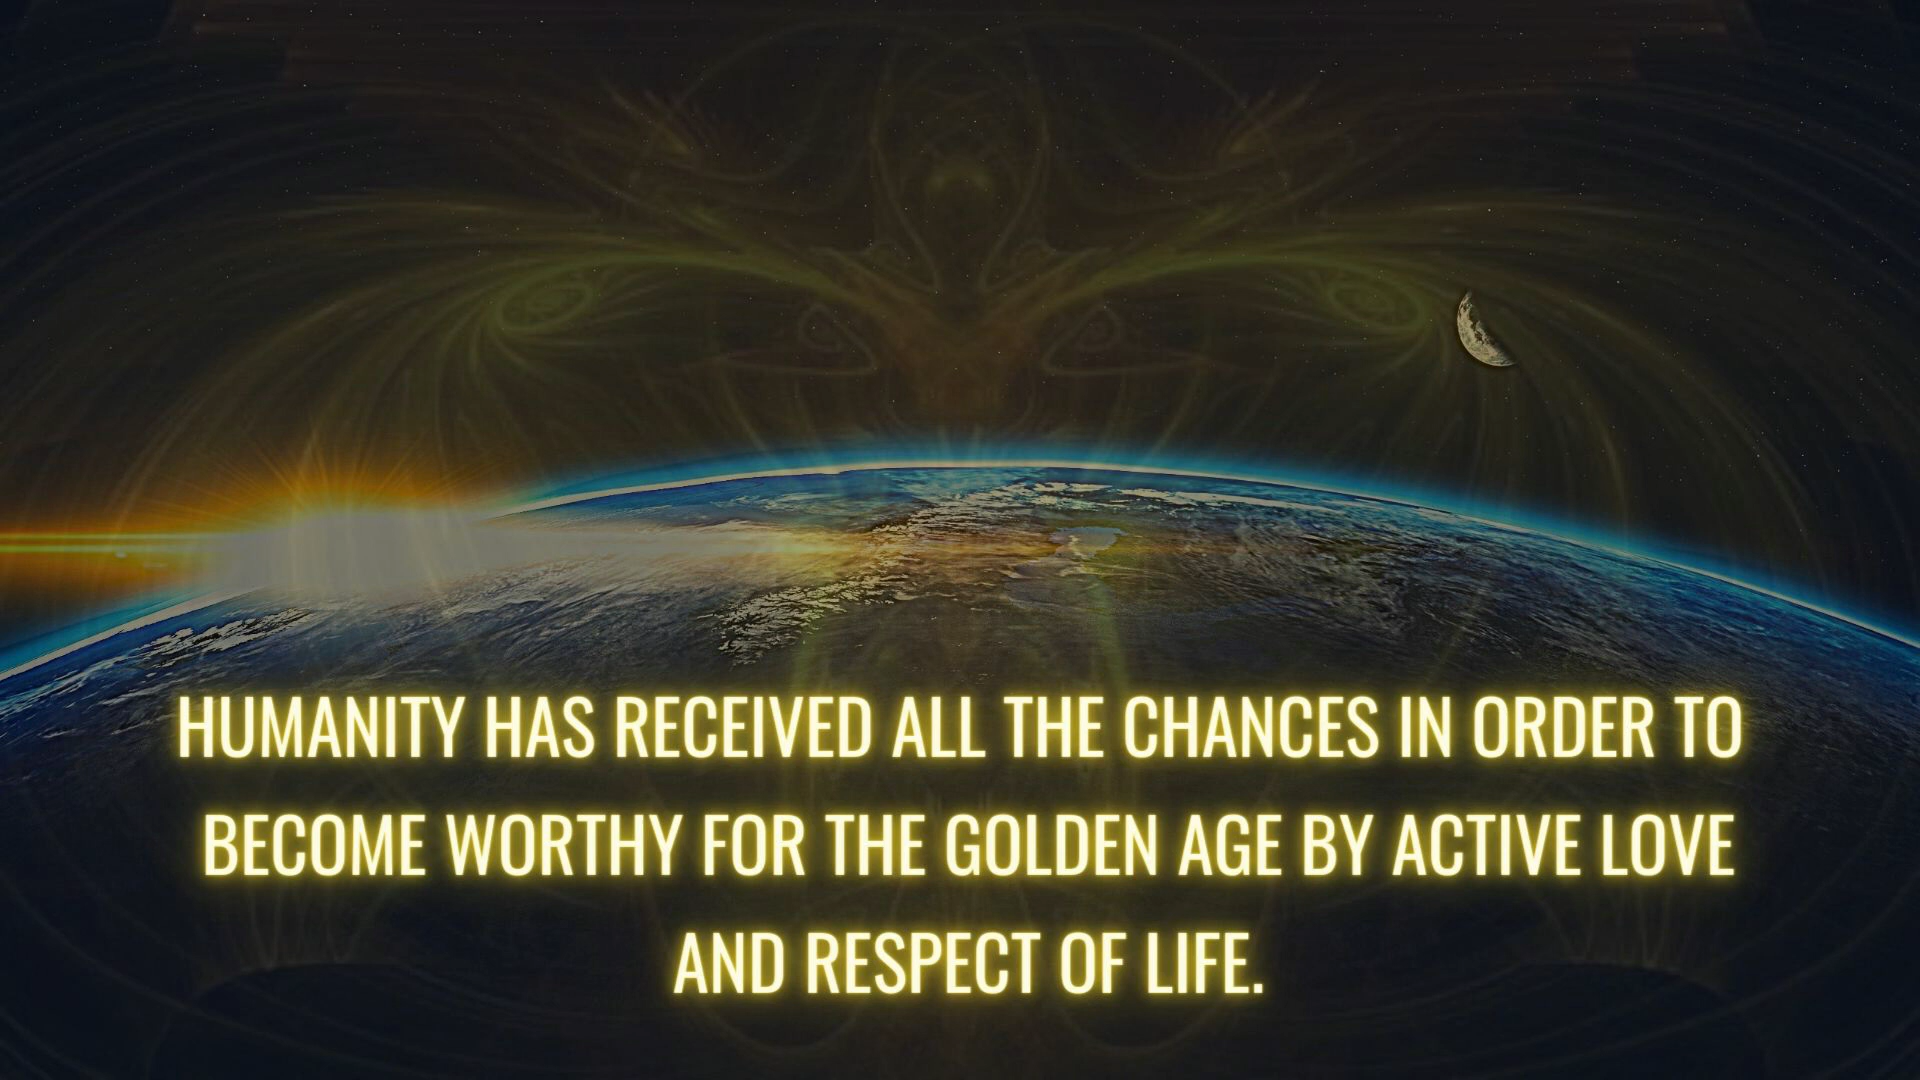 HUMANITY HAS RECEIVED ALL THE CHANCES IN ORDER TO
BECOME WORTHY FOR THE GOLDEN AGE BY ACTIVE LOVE
AND RESPECT OF LIFE.